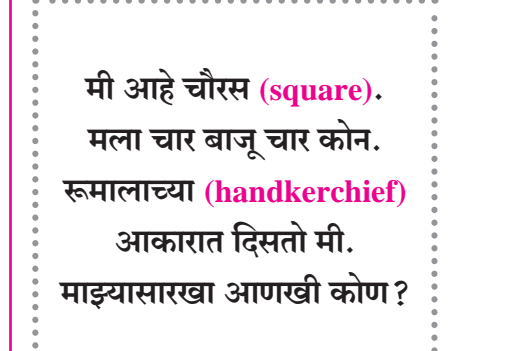 मी आहे चौरस (square).
मला चार बाजू चार कोन.
रूमालाच्या (handkerchief)
आकारात दिसतो मी.
माझ्यासारखा आणखी कोण?